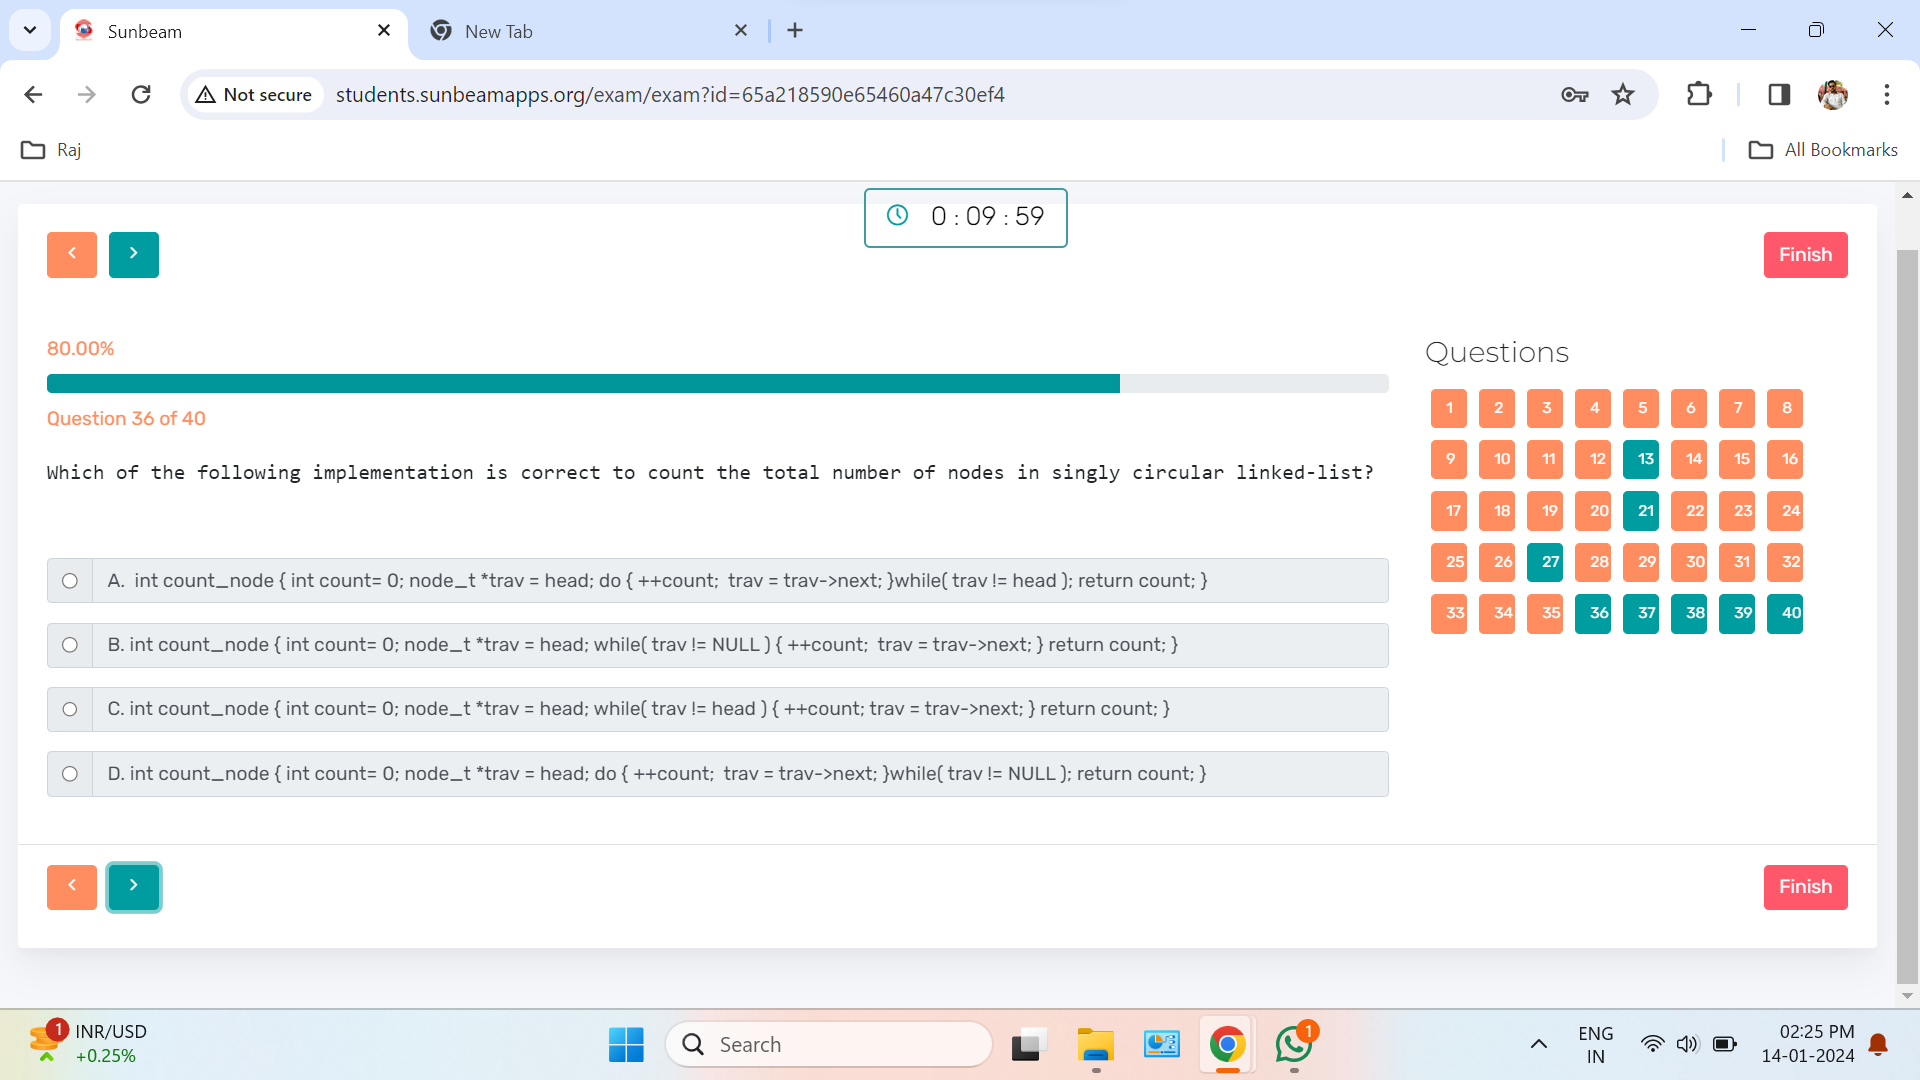 Sunbeam
New Tab
Not secure
students.sunbeamapps.org/exam/exam?id=65a218590e65460a47c30ef4
Raj
All Bookmarks
0 : 09 : 59
Finish
80.00%
Question 36 of 40
Which of the following implementation is correct to count the total number of nodes in singly circular linked-list?
A. int count_node { int count= 0; node_t *trav = head; do { ++count; trav = trav->next; }while( trav != head ); return count; }
B. int count_node { int count= 0; node_t *trav = head; while( trav != NULL ) { ++count; trav = trav->next; } return count; }
C. int count_node { int count= 0; node_t *trav = head; while( trav != head ) { ++count; trav = trav->next; } return count; }
D. int count_node { int count= 0; node_t *trav = head; do { ++count; trav = trav->next; }while( trav != NULL ); return count; }
Questions
1 2 3 4 5 6 7 8
9 10 11 12 13 14 15 16
17 18 19 20 21 22 23 24
25 26 27 28 29 30 31 32
33 34 35 36 37 38 39 40
Finish
1
INR/USD
+0.25%
Search
1
ENG
IN
02:25 PM
14-01-2024